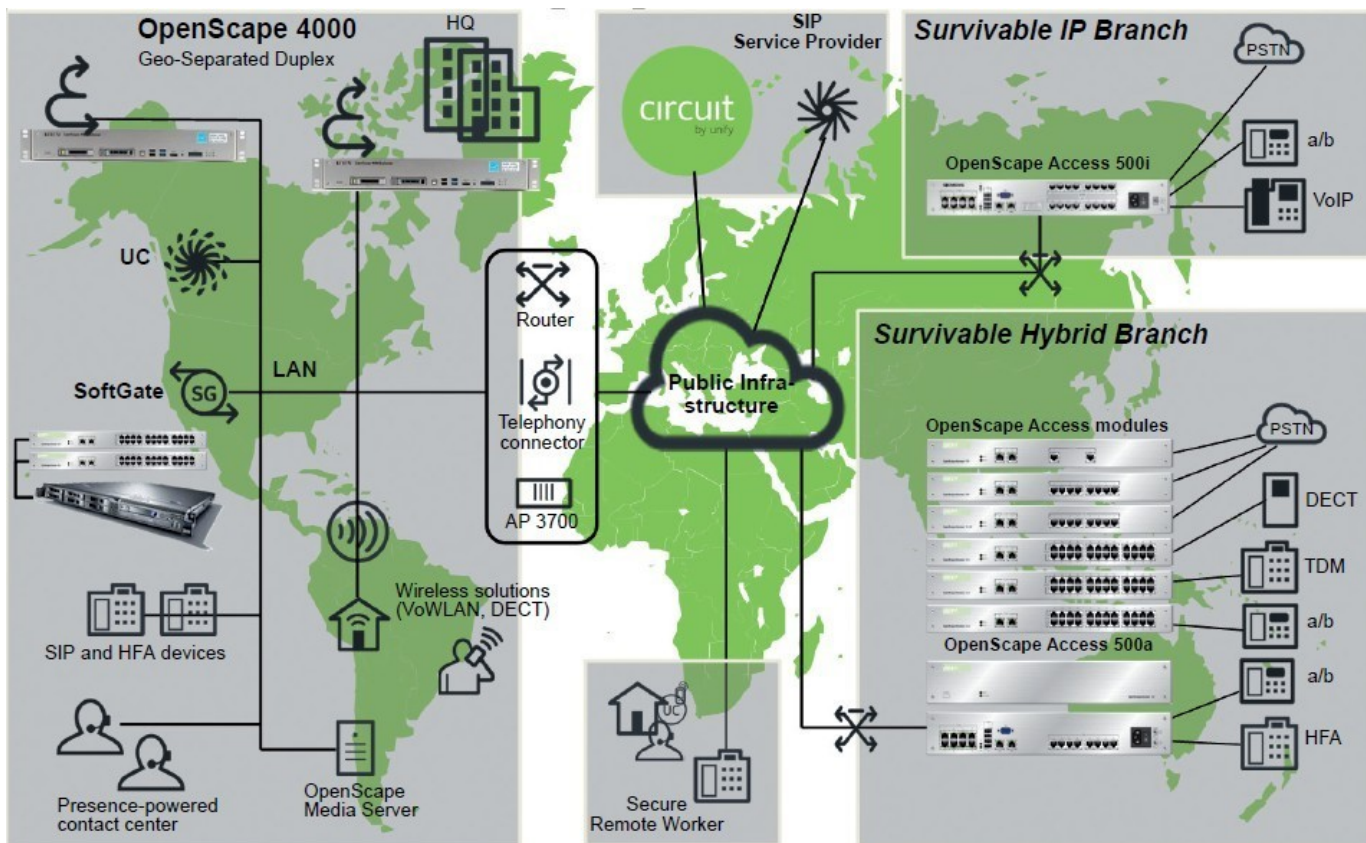 OpenScape 4000
Geo-Separated Duplex
HQ
UC
LAN
SoftGate
SG
SIP and HFA devices
Presence-powered
contact center
Wireless solutions
(VoWLAN, DECT)
OpenScape
Media Server
Router
Telephony
connector
AP 3700
SIP
Service Provider
circuit
by unify
Public Infra-
structure
UC
Secure
Remote Worker
Survivable IP Branch
PSTN
OpenScape Access 500i
a/b
VoIP
Survivable Hybrid Branch
OpenScape Access modules
PSTN
DECT
TDM
a/b
OpenScape Access 500a
a/b
HFA